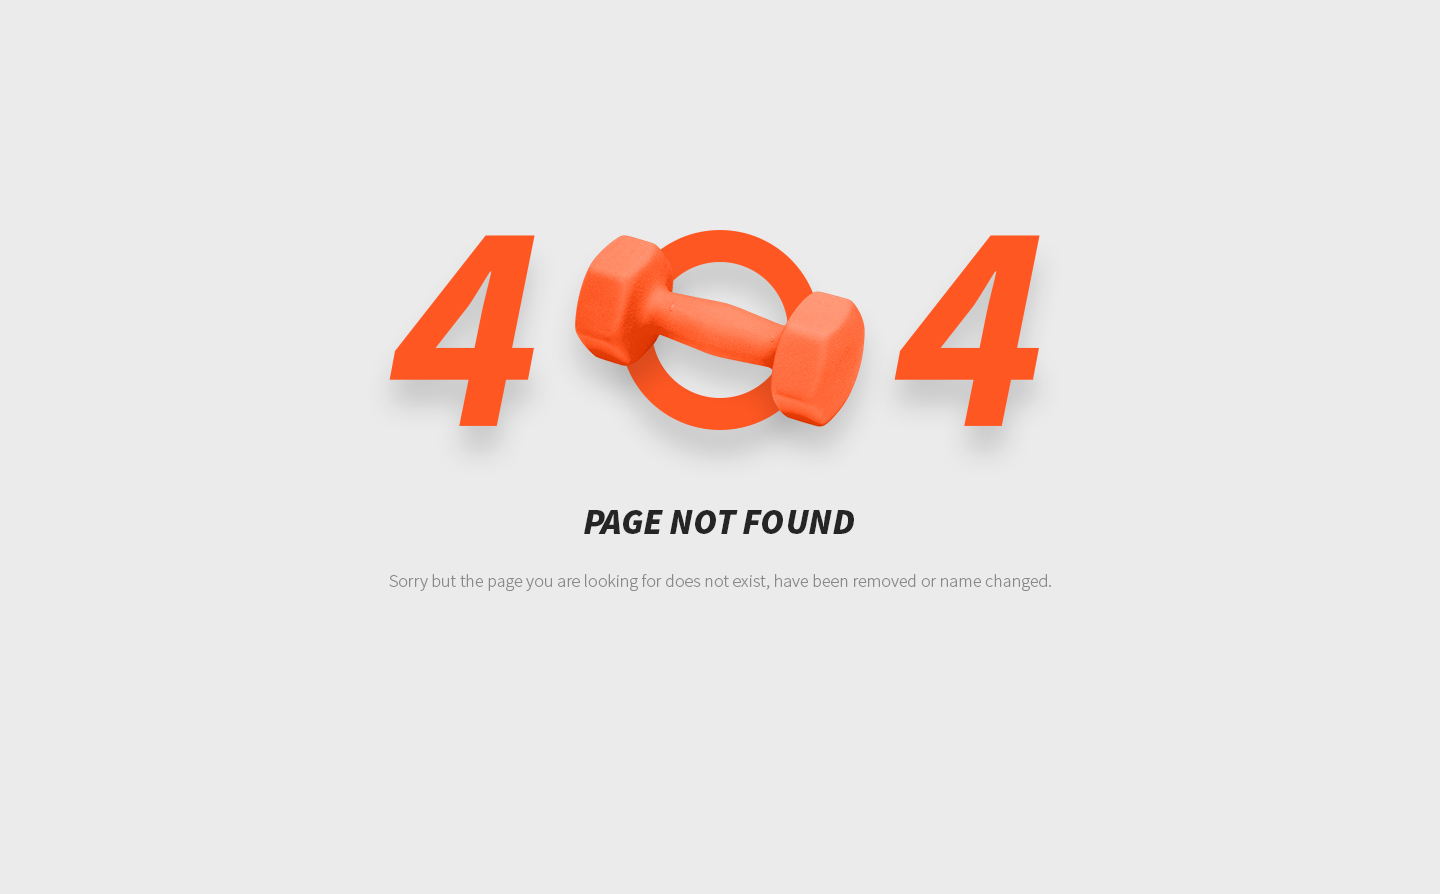 404
PAGE NOT FOUND
Sorry but the page you are looking for does not exist, have been removed or name changed.